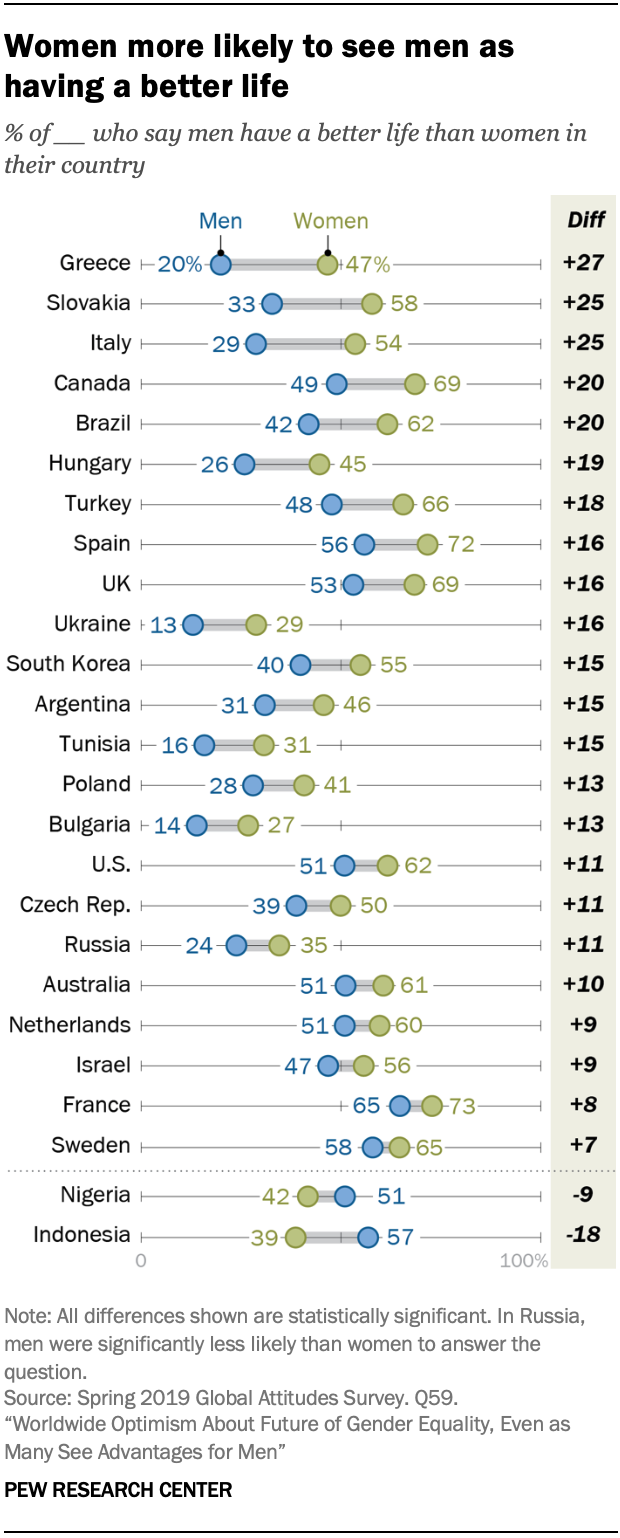 Women more likely to see men as
having a better life
% of __ who say men have a better life than women in
their country
Men Women Diff
Greece 20% 47% +27
Slovakia 33 58 +25
Italy 29 54 +25
Canada 49 69 +20
Brazil 42 62 +20
Hungary 26 45 +19
Turkey 48 66 +18
Spain 56 72 +16
UK 53 69 +16
Ukraine 13 29 +16
South Korea 40 55 +15
Argentina 31 46 +15
Tunisia 16 31 +15
Poland 28 41 +13
Bulgaria 14 27 +13
U.S. 51 62 +11
Czech Rep. 39 50 +11
Russia 24 35 +11
Australia 51 61 +10
Netherlands 51 60 +9
Israel 47 56 +9
France 65 73 +8
Sweden 58 65 +7
Nigeria 42 51 -9
Indonesia 39 57 -18
0 100%
Note: All differences shown are statistically significant. In Russia,
men were significantly less likely than women to answer the
question.
Source: Spring 2019 Global Attitudes Survey. Q59.
“Worldwide Optimism About Future of Gender Equality, Even as
Many See Advantages for Men”
PEW RESEARCH CENTER